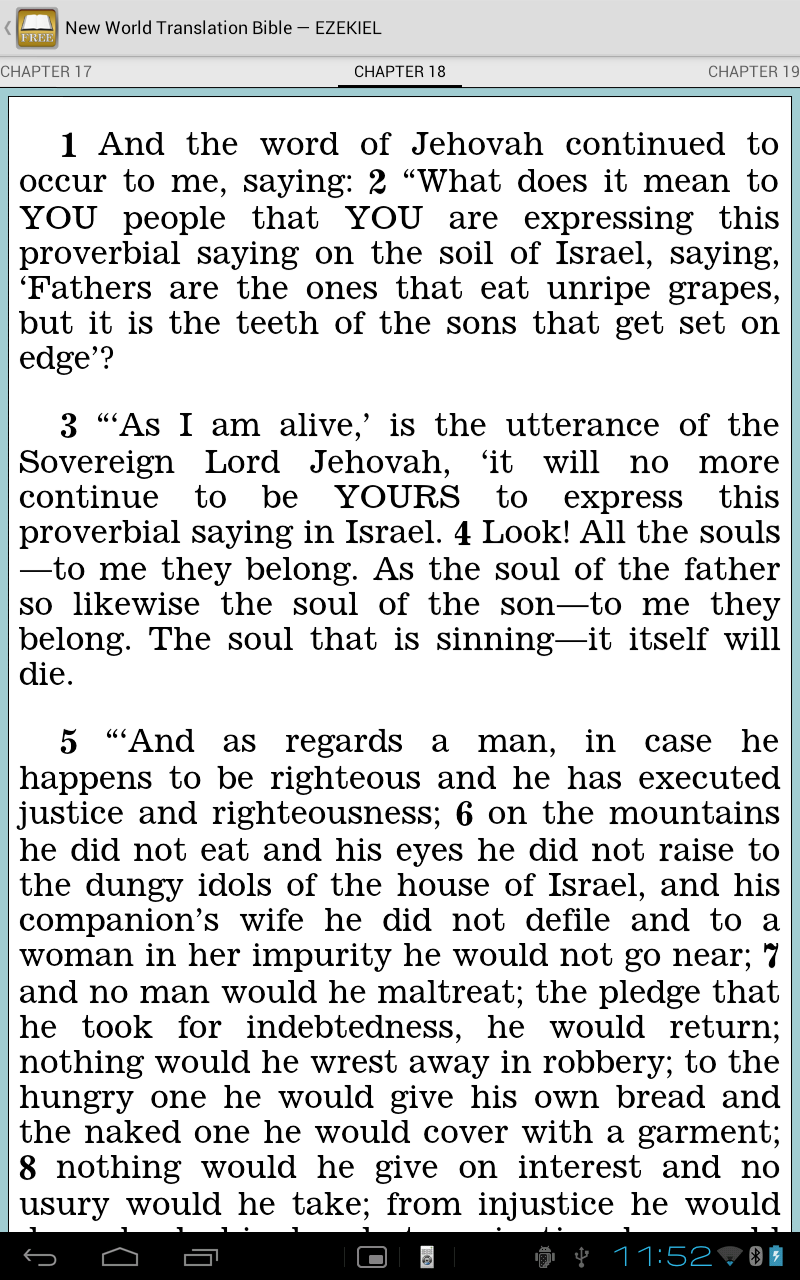 FREE
New World Translation Bible — EZEKIEL
CHAPTER 17 CHAPTER 18 CHAPTER 19
1 And the word of Jehovah continued to
occur to me, saying: 2 “What does it mean to
YOU people that YOU are expressing this
proverbial saying on the soil of Israel, saying,
‘Fathers are the ones that eat unripe grapes,
but it is the teeth of the sons that get set on
edge’?
3 “‘As I am alive,’ is the utterance of the
Sovereign Lord Jehovah, ‘it will no more
continue to be YOURS to express this
proverbial saying in Israel. 4 Look! All the souls
—to me they belong. As the soul of the father
so likewise the soul of the son—to me they
belong. The soul that is sinning—it itself will
die.
5 “‘And as regards a man, in case he
happens to be righteous and he has executed
justice and righteousness; 6 on the mountains
he did not eat and his eyes he did not raise to
the dungy idols of the house of Israel, and his
companion’s wife he did not defile and to a
woman in her impurity he would not go near; 7
and no man would he maltreat; the pledge that
he took for indebtedness, he would return;
nothing would he wrest away in robbery; to the
hungry one he would give his own bread and
the naked one he would cover with a garment;
8 nothing would he give on interest and no
usury would he take; from injustice he would
11:52